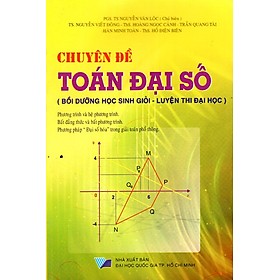 PGS. TS NGUYỄN VĂN LỘC (Chủ biên)
TS. NGUYỄN VIẾT ĐÔNG - ThS. HOÀNG NGỌC CẢNH - TRẦN QUANG TÀI
HÀN MINH TOÀN - ThS. HỒ ĐIỆN BIÊN
CHUYÊN ĐỀ
TOÁN ĐẠI SỐ
( BỒI DƯỠNG HỌC SINH GIỎI - LUYỆN THI ĐẠI HỌC )
Phương trình và hệ phương trình.
Bất đẳng thức và bất phương trình.
Phương pháp "Đại số hóa" trong giải toán phổ thông.
4
M
P
Q
-4
N
NHÀ XUẤT BẢN
ĐẠI HỌC QUỐC GIA TP. HỒ CHÍ MINH